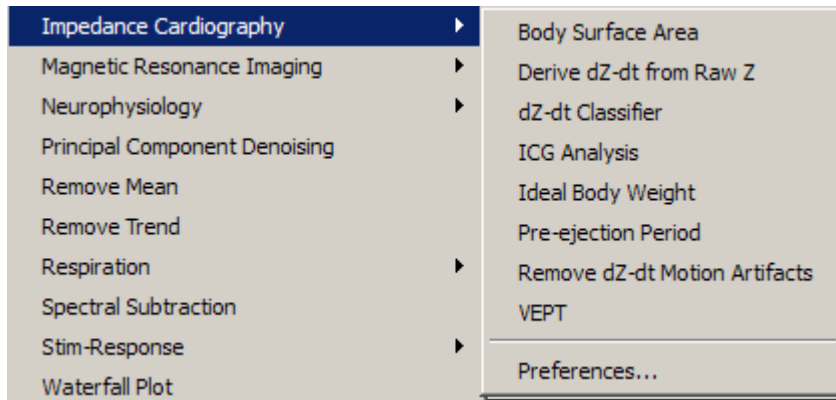 Impedance Cardiography
Magnetic Resonance Imaging
Neurophysiology
Principal Component Denoising
Remove Mean
Remove Trend
Respiration
Spectral Subtraction
Stim-Response
Waterfall Plot
Body Surface Area
Derive dZ-dt from Raw Z
dZ-dt Classifier
ICG Analysis
Ideal Body Weight
Pre-ejection Period
Remove dZ-dt Motion Artifacts
VEPT
Preferences...